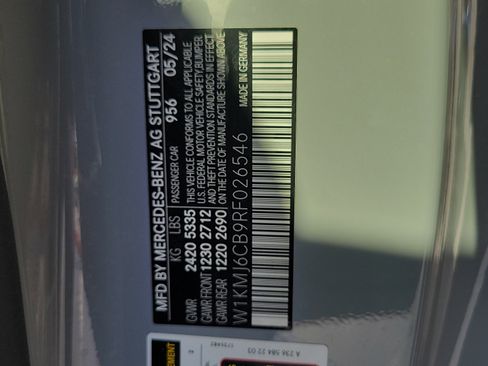 MFD BY MERCEDES-BENZ AG STUTTGART
PASSENGER CAR 956 05/24
KG LBS
GVWR 2420 5335
GAWR FRONT 1230 2712
GAWR REAR 1220 2690
THIS VEHICLE CONFORMS TO ALL APPLICABLE
U.S. FEDERAL MOTOR VEHICLE SAFETY, BUMPER
AND THEFT PREVENTION STANDARDS IN EFFECT
ON THE DATE OF MANUFACTURE SHOWN ABOVE
W1KMJ6CB9RF026546
MADE IN GERMANY
A 236 584 22 03